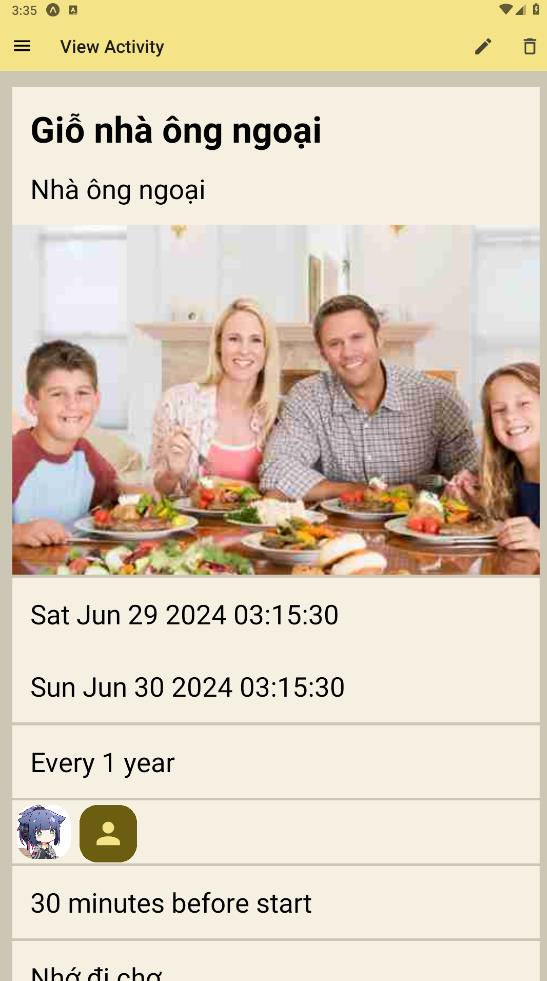 3:35
View Activity
Giỗ nhà ông ngoại
Nhà ông ngoại
Sat Jun 29 2024 03:15:30
Sun Jun 30 2024 03:15:30
Every 1 year
30 minutes before start
Nhớ đi chợ